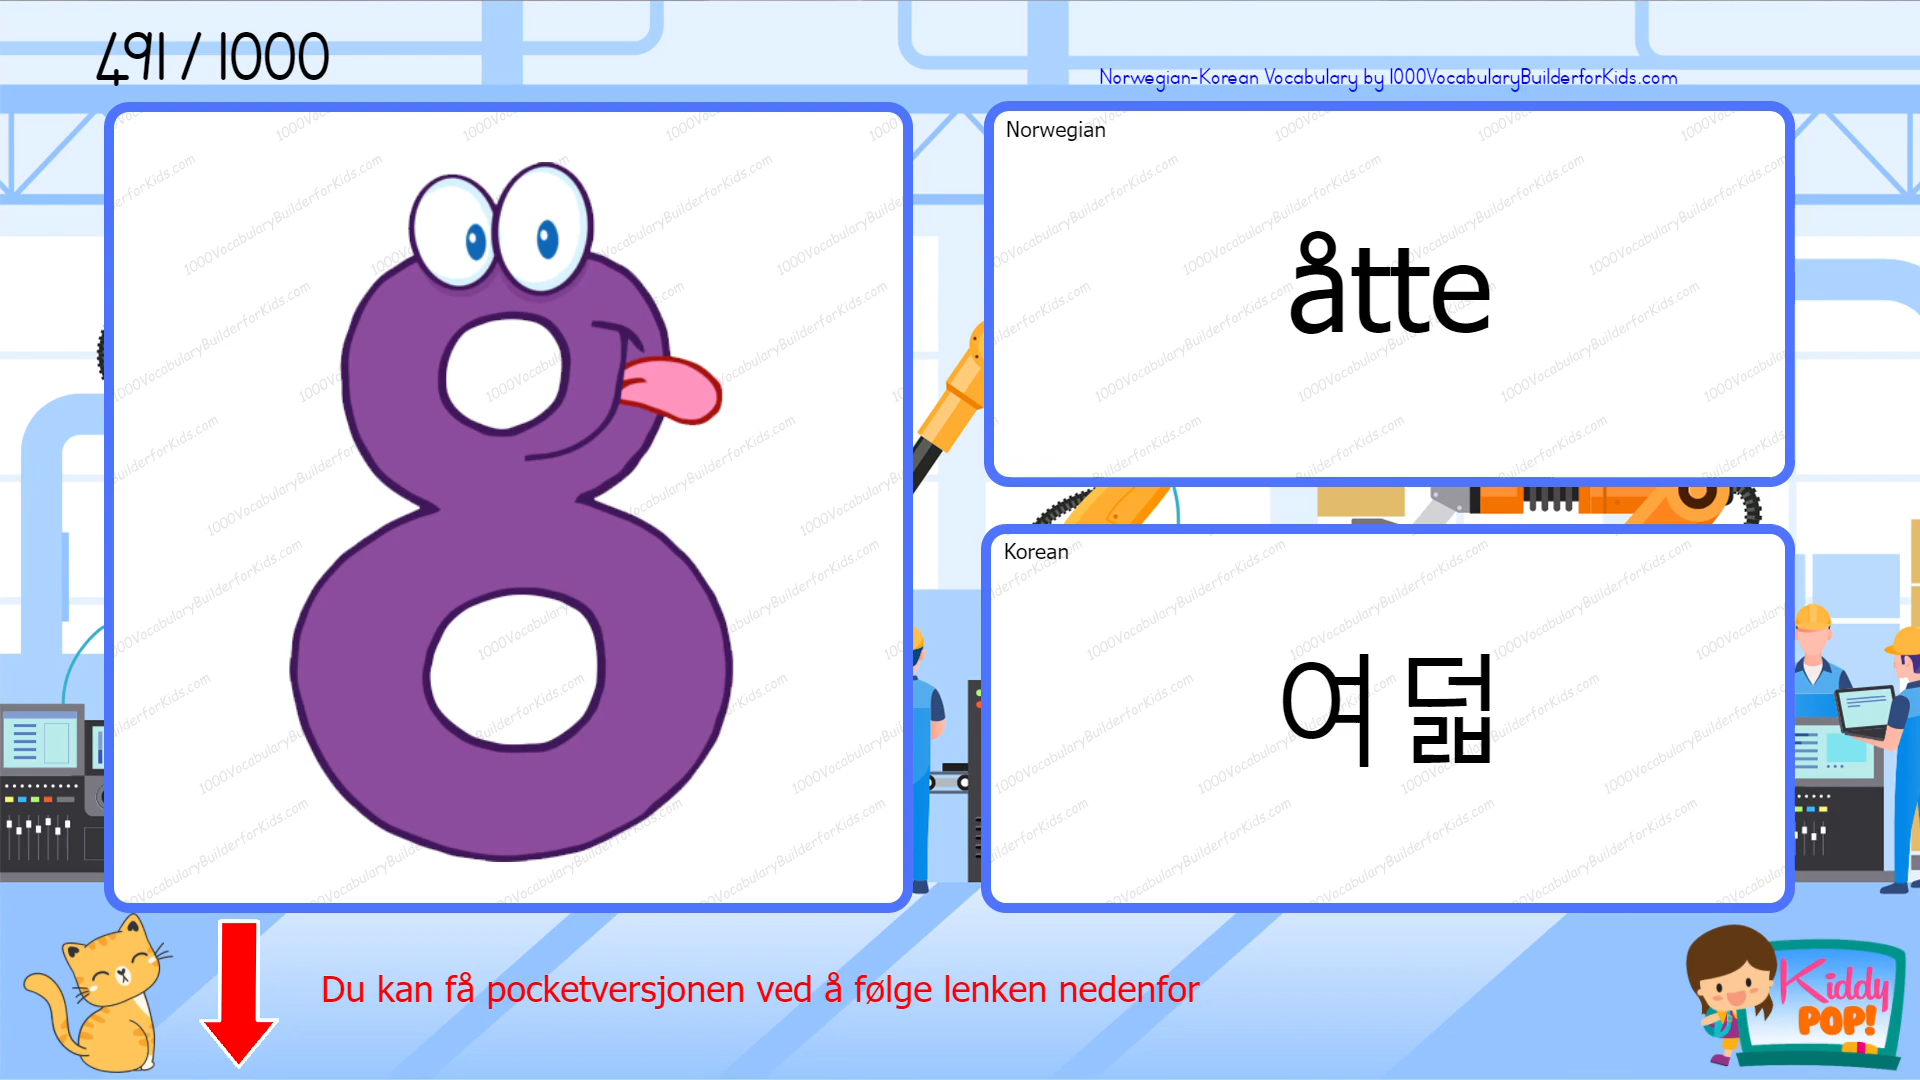 491 / 1000
Norwegian-Korean Vocabulary by 1000VocabularyBuilderforKids.com
8
Norwegian
åtte
Korean
여덟
Du kan få pocketversjonen ved å følge lenken nedenfor
Kiddy
POP!